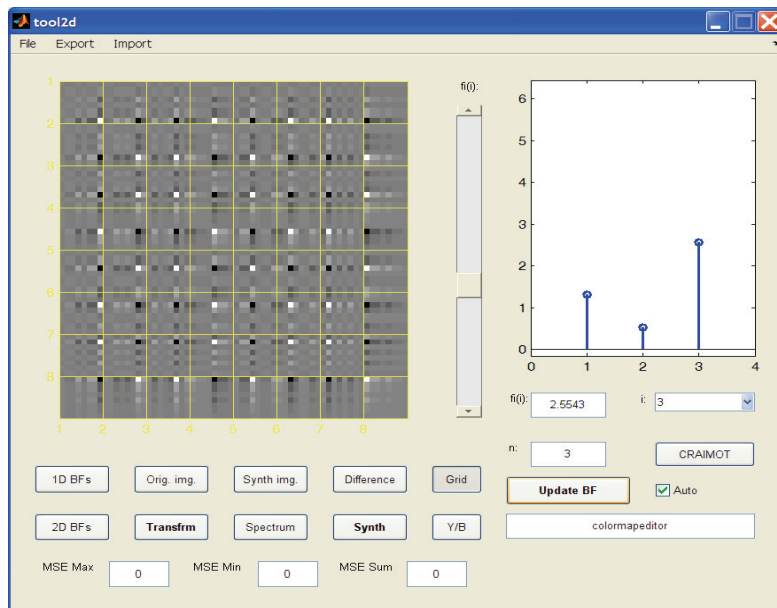 tool2d
File Export Import
fi(i):
1
2
3
4
5
6
7
8
1 2 3 4 5 6 7 8
6
5
4
3
2
1
0
0 1 2 3 4
fi(i): 2.5543 i: 3
n: 3 CRAIMOT
1D BFs Orig. img. Synth img. Difference Grid
Update BF Auto
2D BFs Transfrm Spectrum Synth Y/B
colormapeditor
MSE Max 0 MSE Min 0 MSE Sum 0